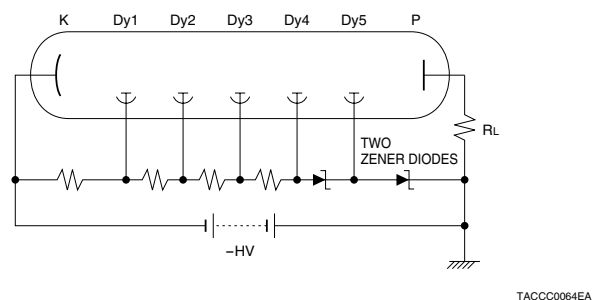 K Dy1 Dy2 Dy3 Dy4 Dy5 P
RL
TWO
ZENER DIODES
−HV
TACCC0064EA